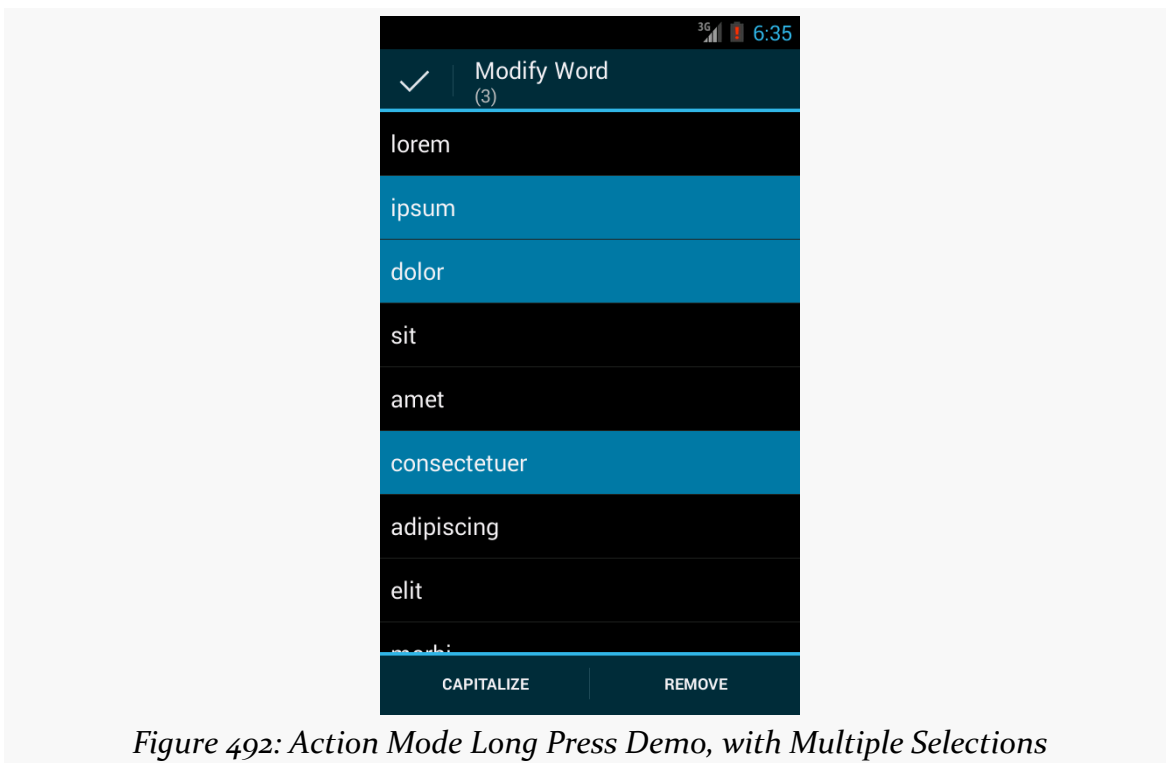 3G 6:35
Modify Word
(3)
lorem
ipsum
dolor
sit
amet
consectetuer
adipiscing
elit
morbi
CAPITALIZE REMOVE
Figure 492: Action Mode Long Press Demo, with Multiple Selections